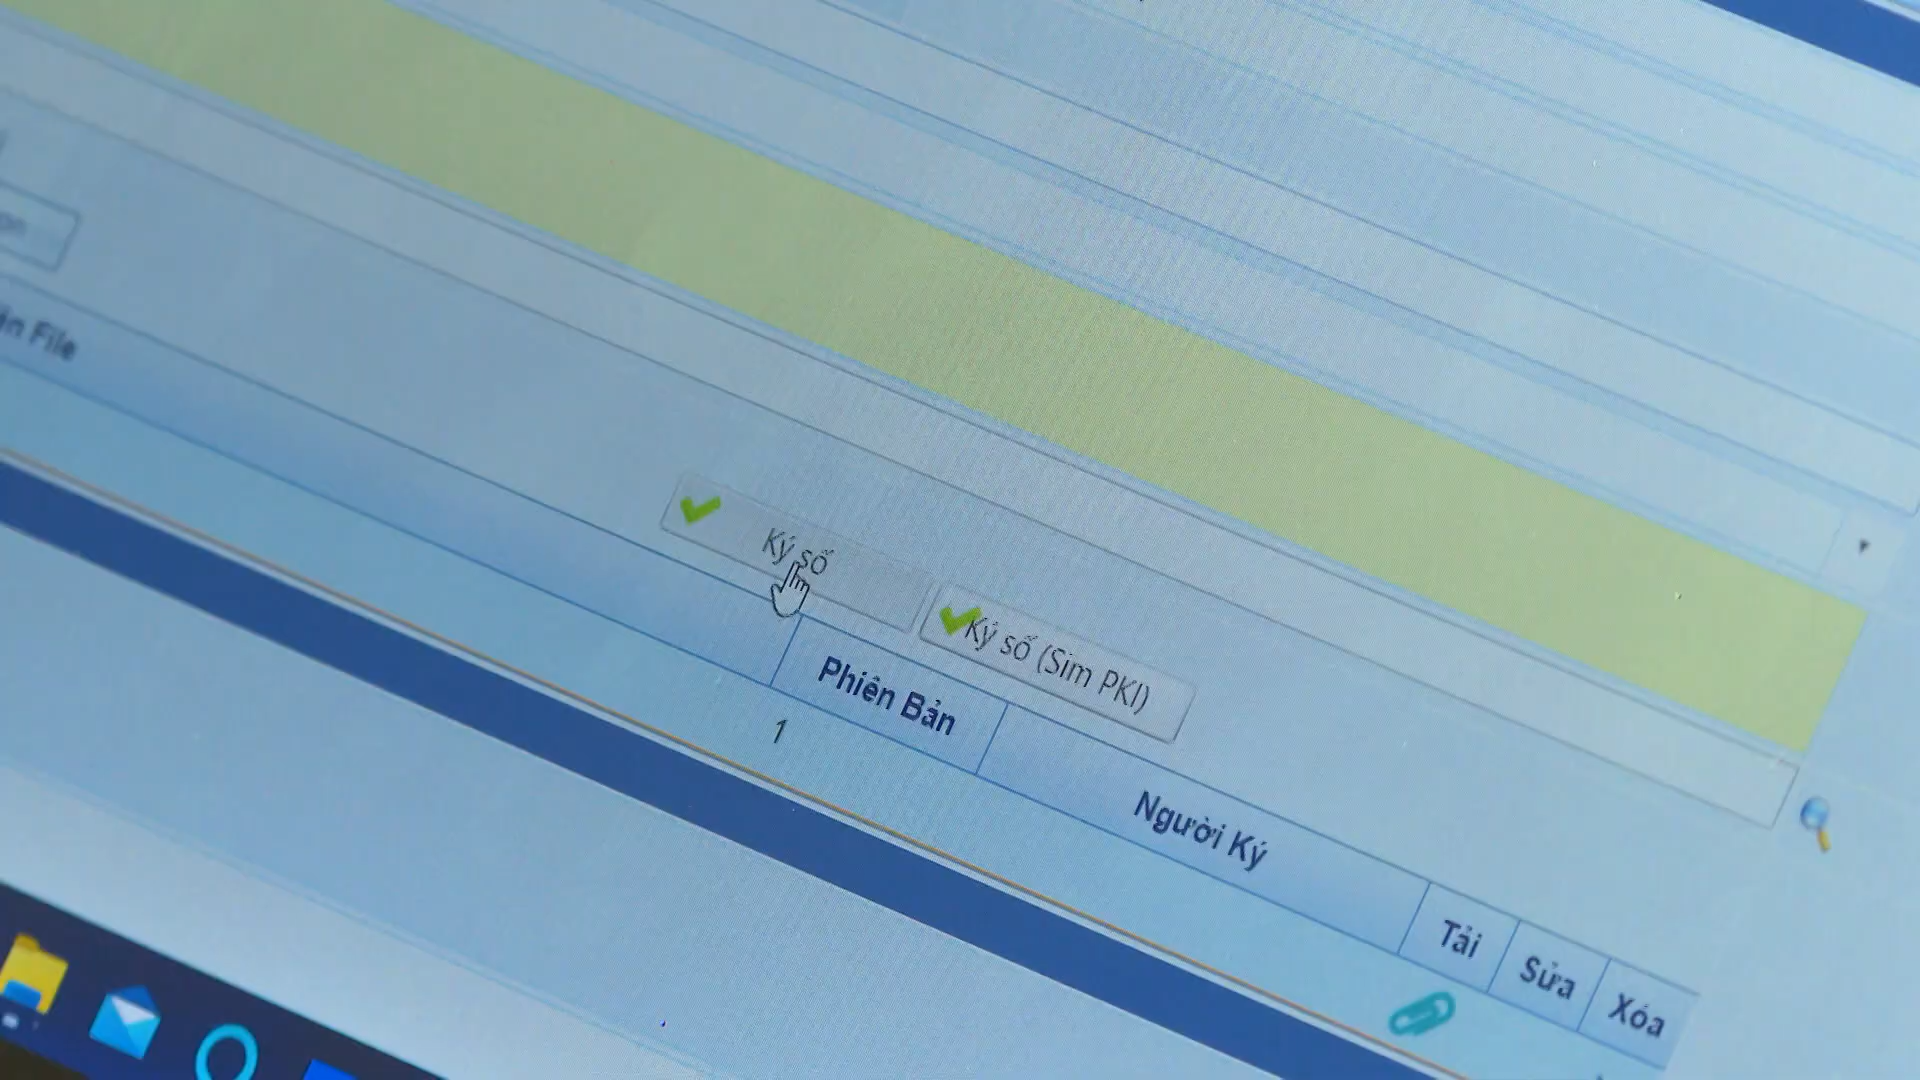 File
Ký số
Ký số (Sim PKI)
Phiên Bản
Người Ký
Tải
Sửa
Xóa
1